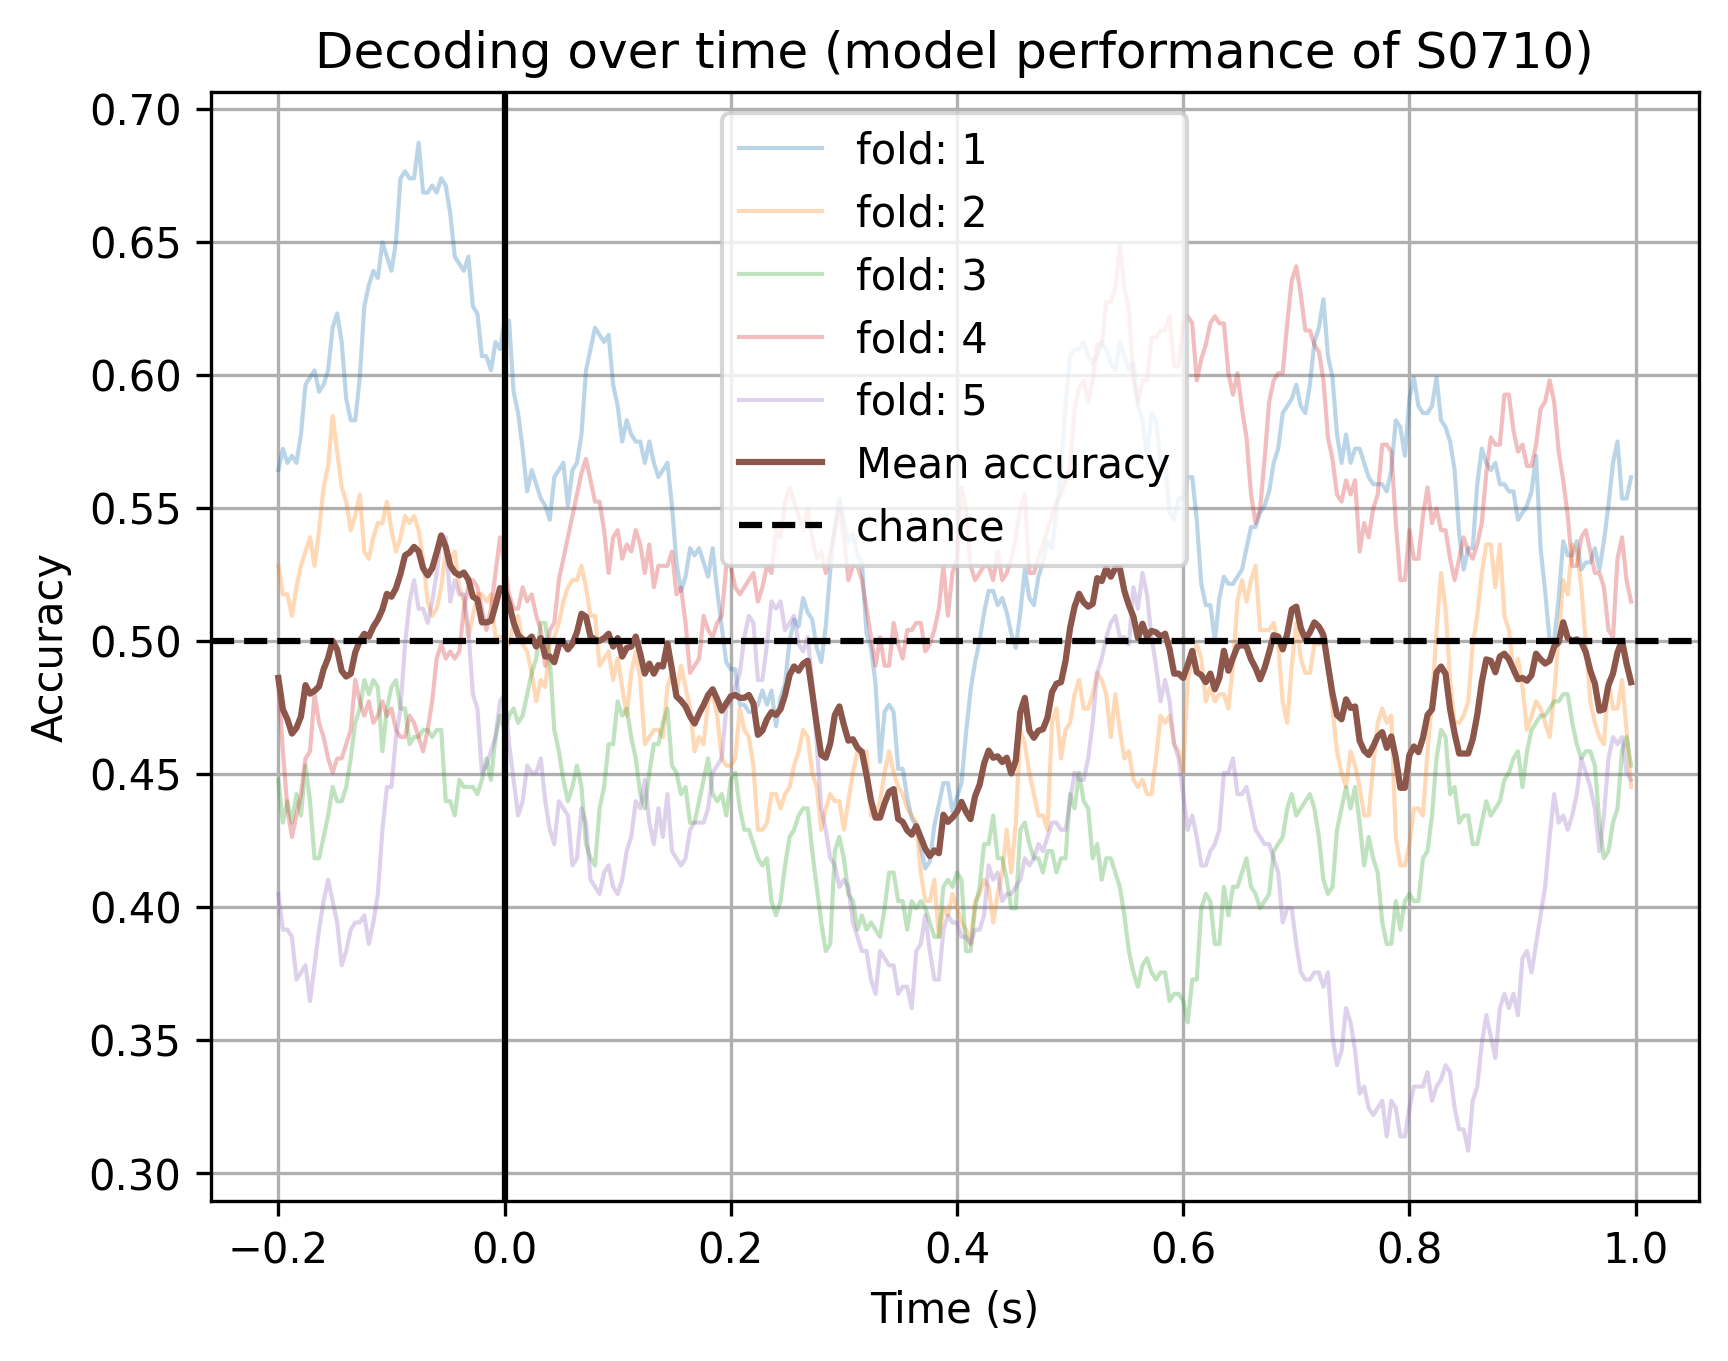 Decoding over time (model performance of S0710)
Accuracy
0.70
0.65
0.60
0.55
0.50
0.45
0.40
0.35
0.30
fold: 1
fold: 2
fold: 3
fold: 4
fold: 5
Mean accuracy
chance
−0.2 0.0 0.2 0.4 0.6 0.8 1.0
Time (s)